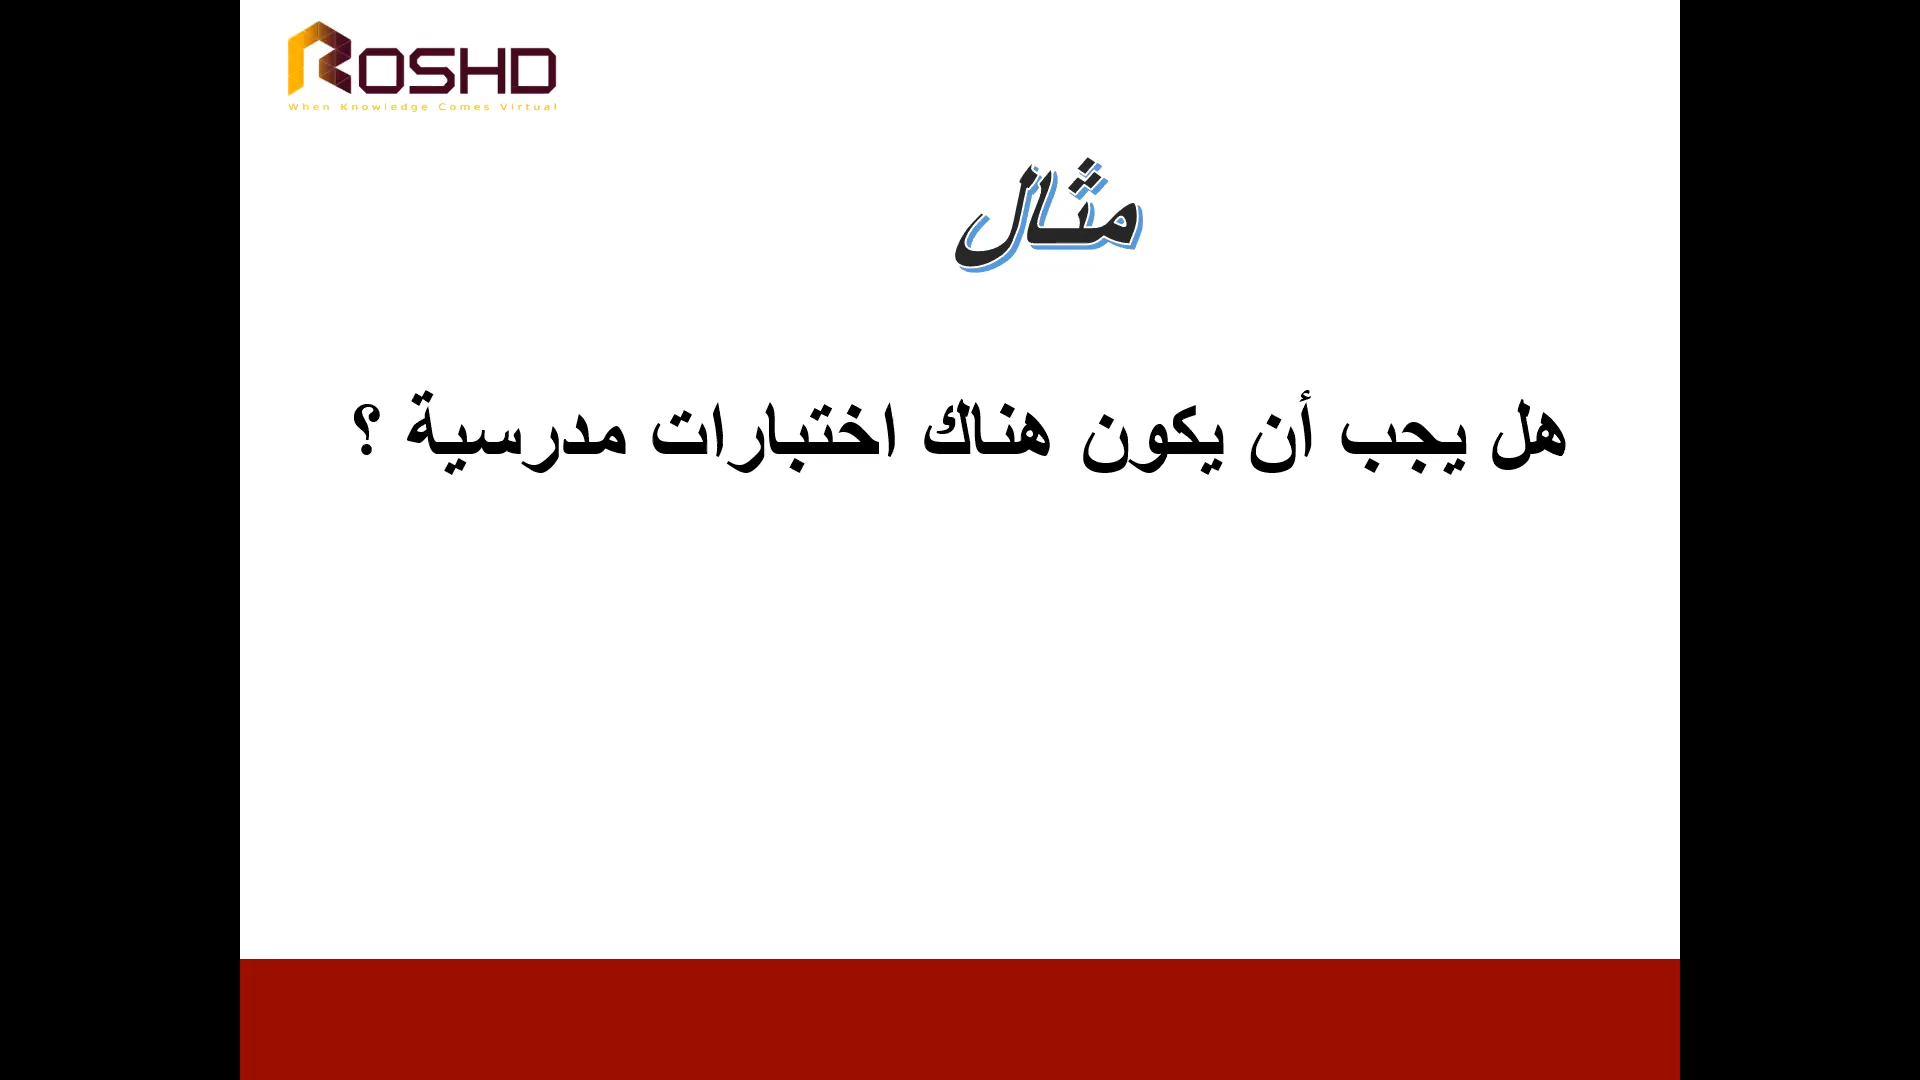 ROSHD
When Knowledge Comes Virtual
مثال
هل يجب أن يكون هناك اختبارات مدرسية ؟